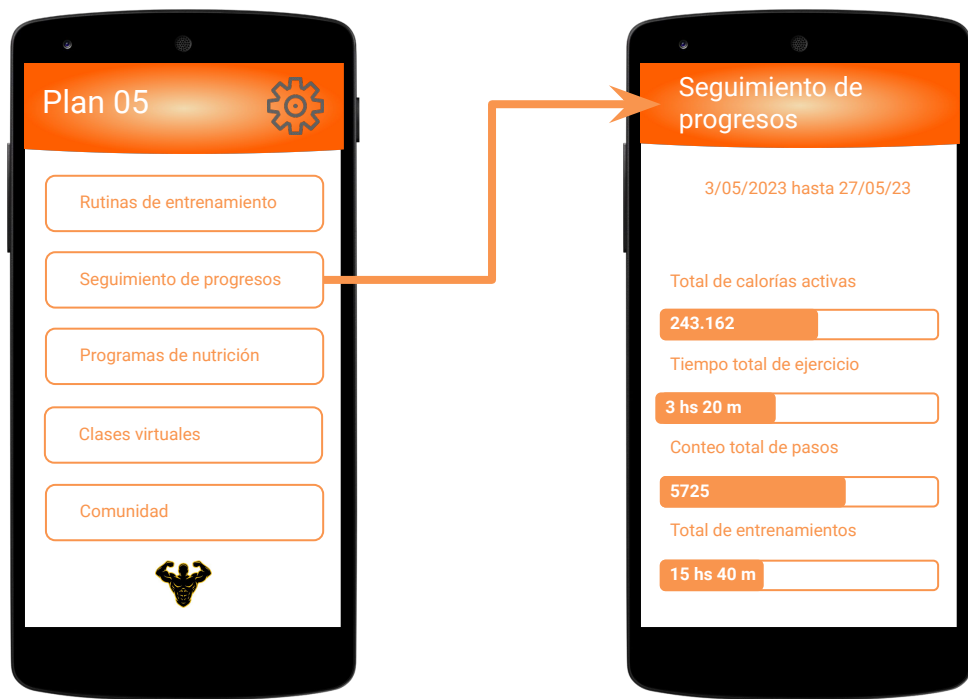 Plan 05
Rutinas de entrenamiento
Seguimiento de progresos
Programas de nutrición
Clases virtuales
Comunidad
Seguimiento de
progresos
3/05/2023 hasta 27/05/23
Total de calorías activas
243.162
Tiempo total de ejercicio
3 hs 20 m
Conteo total de pasos
5725
Total de entrenamientos
15 hs 40 m